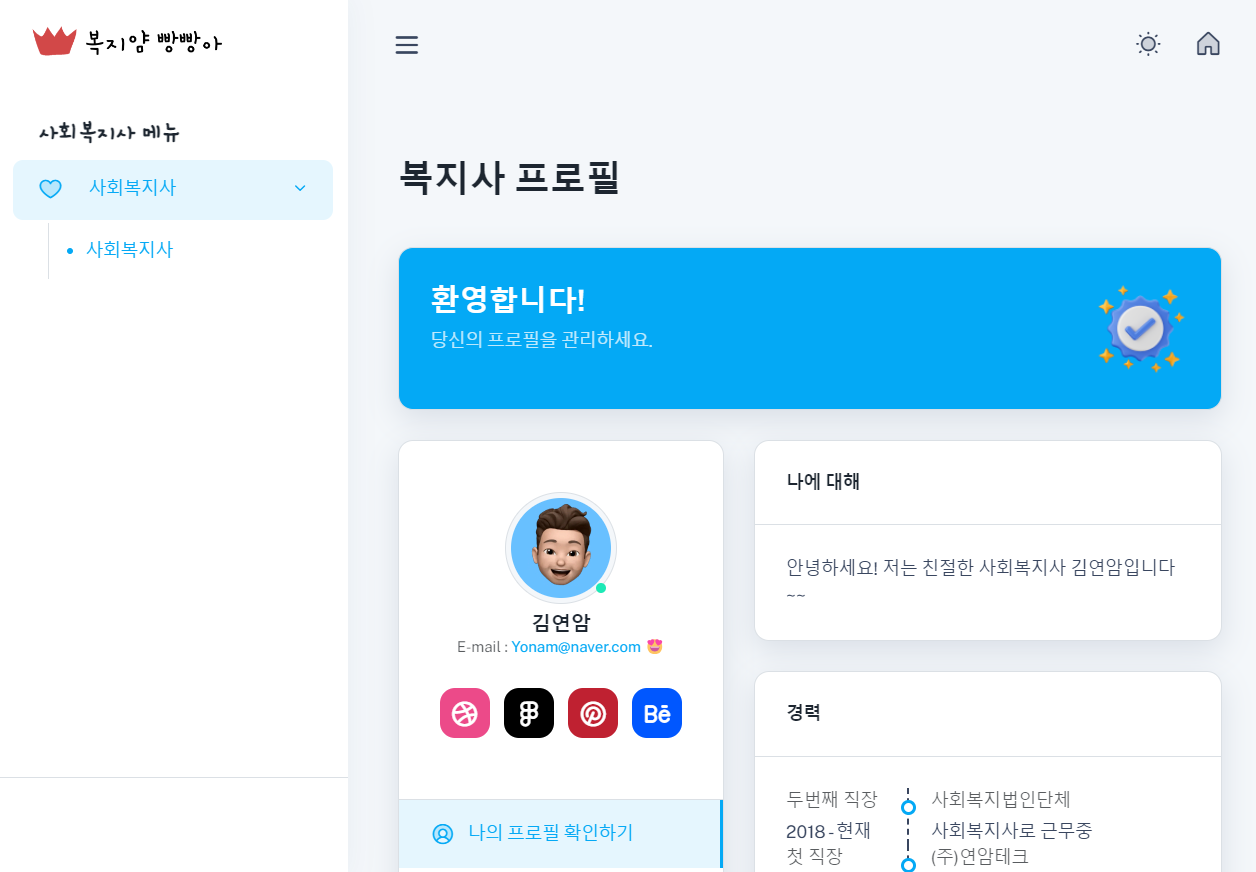 복지얌 빵빵아
사회복지사 메뉴
사회복지사
사회복지사
복지사 프로필
환영합니다!
당신의 프로필을 관리하세요.
김연암
E-mail : Yonam@naver.com
Bē
나의 프로필 확인하기
나에 대해
안녕하세요! 저는 친절한 사회복지사 김연암입니다
~~
경력
두번째 직장 사회복지법인단체
2018 - 현재 사회복지사로 근무중
첫 직장 (주)연암테크